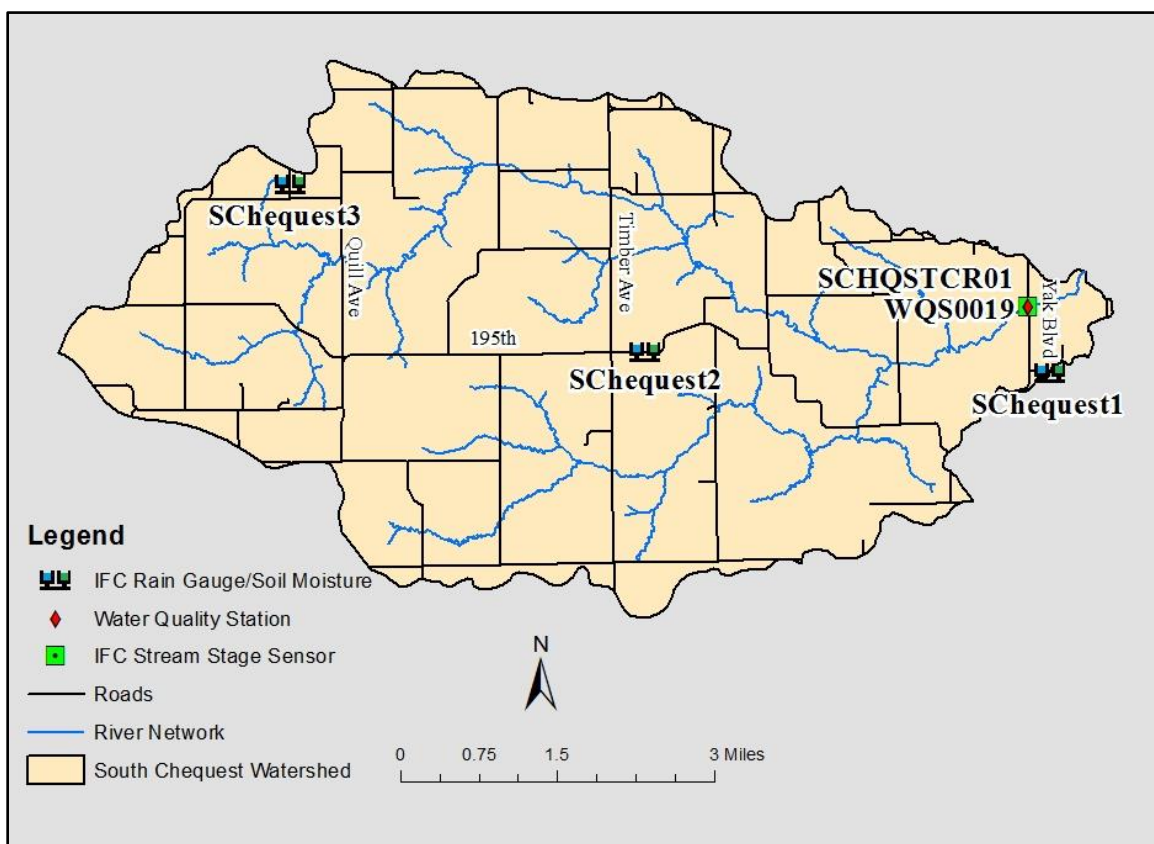 SChequest3
Quill Ave
Timber Ave
SCHQSTCR01
WQS0019
Yak Blvd
195th
SChequest2
SChequest1
Legend
IFC Rain Gauge/Soil Moisture
Water Quality Station
IFC Stream Stage Sensor
Roads
River Network
South Chequest Watershed
N
0 0.75 1.5 3 Miles